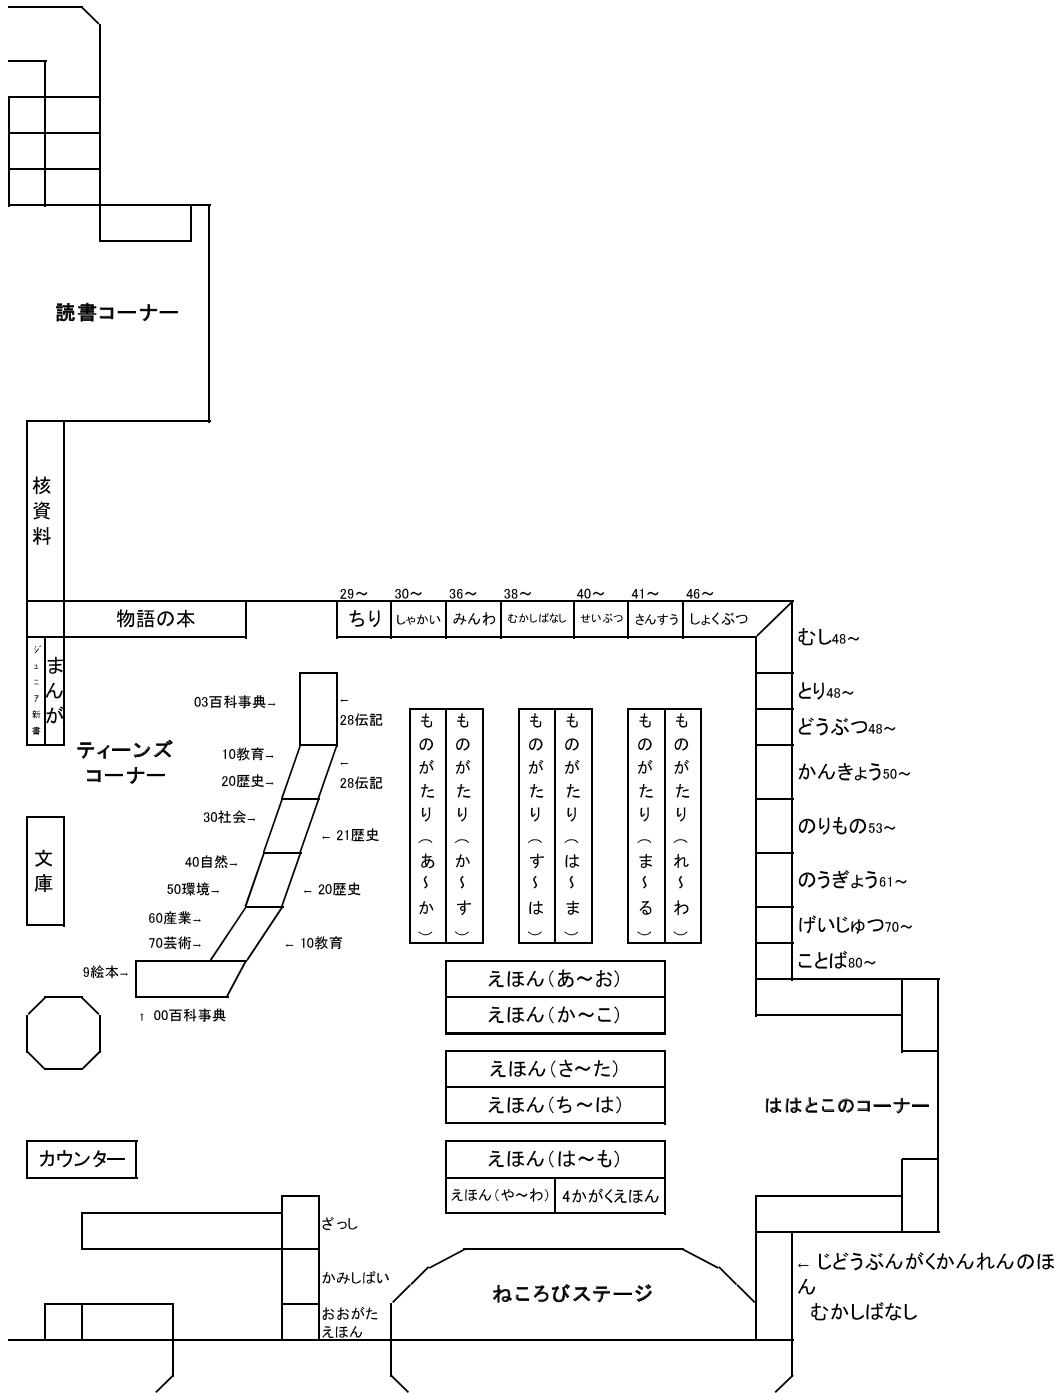 読書コーナー
核資料
29～
30～
36～
38～
40～
41～
46～
物語の本
ちり
しゃかい
みんわ
むかしばなし
せいぶつ
さんすう
しょくぶつ
ジュニア新書
まんが
ティーンズ
コーナー
文庫
03百科事典→
10教育→
20歴史→
30社会→
40自然→
50環境→
60産業→
70芸術→
9絵本→
↑ 00百科事典
←
28伝記
←
28伝記
← 21歴史
← 20歴史
← 10教育
ものがたり（あ～か）
ものがたり（か～す）
ものがたり（す～は）
ものがたり（は～ま）
ものがたり（ま～る）
ものがたり（れ～わ）
むし48～
とり48～
どうぶつ48～
かんきょう50～
のりもの53～
のうぎょう61～
げいじゅつ70～
ことば80～
えほん（あ～お）
えほん（か～こ）
えほん（さ～た）
えほん（ち～は）
えほん（は～も）
えほん（や～わ）
4かがくえほん
ははとこのコーナー
カウンター
ざっし
かみしばい
おおがた
えほん
ねころびステージ
← じどうぶんがくかんれんのほ
ん
むかしばなし